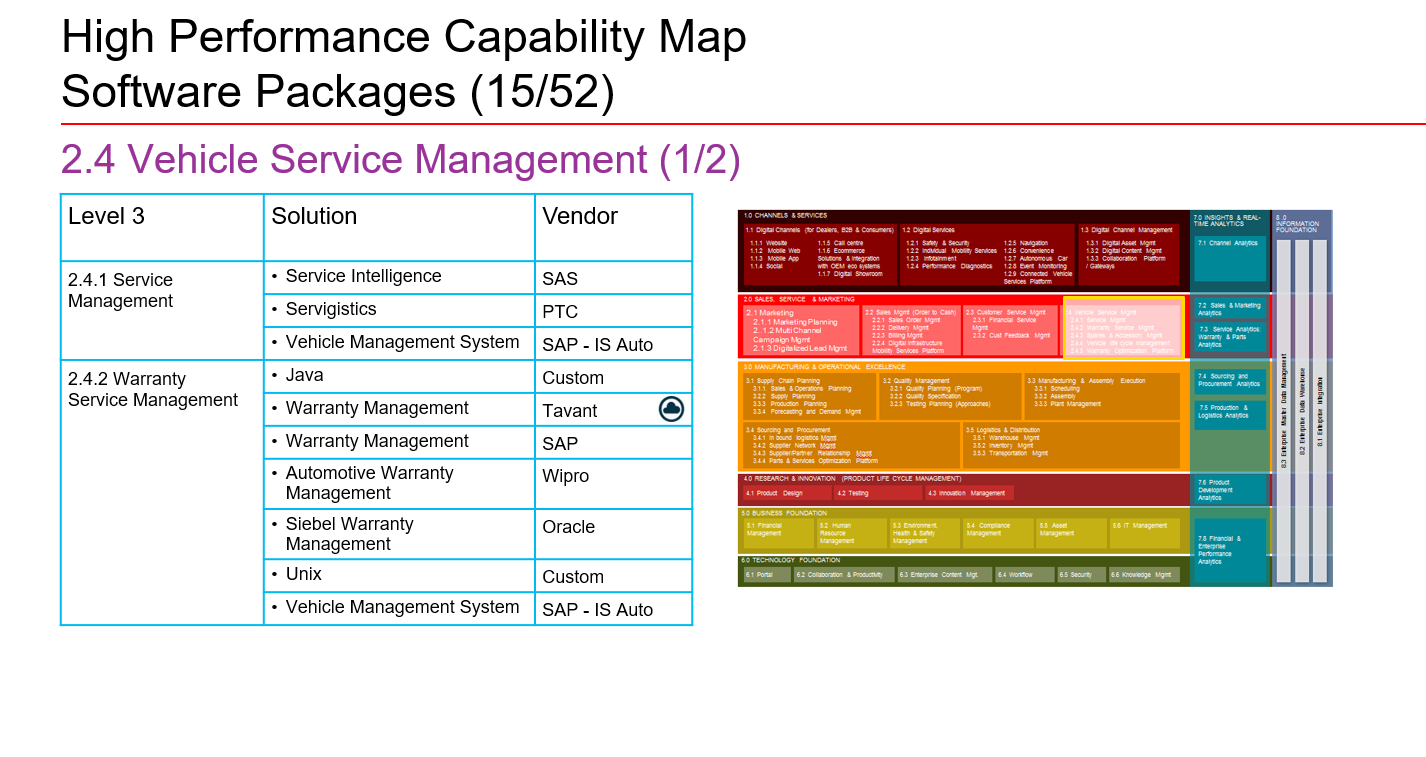 High Performance Capability Map
Software Packages (15/52)
2.4 Vehicle Service Management (1/2)
Level 3
Solution
Vendor
2.4.1 Service
Management
• Service Intelligence
SAS
• Servigistics
PTC
• Vehicle Management System
SAP - IS Auto
2.4.2 Warranty
Service Management
• Java
Custom
• Warranty Management
Tavant
• Warranty Management
SAP
• Automotive Warranty
Management
Wipro
• Siebel Warranty
Management
Oracle
• Unix
Custom
• Vehicle Management System
SAP - IS Auto
1.0 CHANNELS & SERVICES
1.1 Digital Channels (for Dealers, B2B & Consumers)
1.1.1 Website
1.1.2 Mobile Web
1.1.3 Mobile App
1.1.4 Social
1.1.5 Call centre
1.1.6 Ecommerce
Solutions & integration
with OEM eco systems
1.1.7 Digital Showroom
1.2 Digital Services
1.2.1 Safety & Security
1.2.2 Individual Mobility Services
1.2.3 Infotainment
1.2.4 Performance Diagnostics
1.2.5 Navigation
1.2.6 Convenience
1.2.7 Autonomous Car
1.2.8 Event Monitoring
1.2.9 Connected Vehicle
Services Platform
1.3 Digital Channel Management
1.3.1 Digital Asset Mgmt
1.3.2 Digital Content Mgmt
1.3.3 Collaboration Platform
/ Gateways
2.0 SALES, SERVICE & MARKETING
2.1 Marketing
2.1.1 Marketing Planning
2. 1.2 Multi Channel
Campaign Mgmt
2.1.3 Digitalized Lead Mgmt
2.2 Sales Mgmt (Order to Cash)
2.2.1 Sales Order Mgmt
2.2.2 Delivery Mgmt
2.2.3 Billing Mgmt
2.2.4 Digital Infrastructure
Mobility Services Platform
2.3 Customer Service Mgmt
2.3.1 Financial Service
Mgmt
2.3.2 Cust Feedback Mgmt
Vehicle Service Mgmt
2.4.1 Service Mgmt
2.4.2 Warranty Service Mgmt
3.0 MANUFACTURING & OPERATIONAL EXCELLENCE
3.1 Supply Chain Planning
3.1.1. Sales & Operations Planning
3.2.2 Supply Planning
3.3.3 Production Planning
3.3.4 Forecasting and Demand Mgmt
3.2 Quality Management
3.2.1 Quality Planning (Program)
3.2.2 Quality Specification
3.2.3 Testing Planning (Approaches)
3.3 Manufacturing & Assembly Execution
3.3.1 Scheduling
3.3.2 Assembly
3.3.3 Plant Management
3.4 Sourcing and Procurement
3.4.1 In bound logistics Mgmt
3.4.2 Supplier Network Mgmt
3.4.3 Supplier/Partner Relationship Mgmt
3.4.4 Parts & Services Optimization Platform
3.5 Logistics & Distribution
3.5.1 Warehouse Mgmt
3.5.2 Inventory Mgmt
3.5.3 Transportation Mgmt
4.0 RESEARCH & INNOVATION (PRODUCT LIFE CYCLE MANAGEMENT)
4.1 Product Design
4.2 Testing
4.3 Innovation Management
5.0 BUSINESS FOUNDATION
5.1 Financial
Management
5.2 Human
Resource
Management
5.3 Environment,
Health & Safety
Management
5.4 Compliance
Management
5.5 Asset
Management
5.6 IT Management
6.0 TECHNOLOGY FOUNDATION
6.1 Portal
6.2 Collaboration & Productivity
6.3 Enterprise Content Mgt.
6.4 Workflow
6.5 Security
6.6 Knowledge Mgmt
7.0 INSIGHTS & REAL-
TIME ANALYTICS
7.1 Channel Analytics
7.2 Sales & Marketing
Analytics
7.3 Service Analytics:
Warranty & Parts
Analytics
7.4 Sourcing and
Procurement Analytics
7.5 Production &
Logistics Analytics
7.6 Product
Development
Analytics
7.8 Financial &
Enterprise
Performance
Analytics
8 .0
INFORMATION
FOUNDATION
8.3 Enterprise Master Data Management
8.2 Enterprise Data Warehouse
8.1 Enterprise Integration